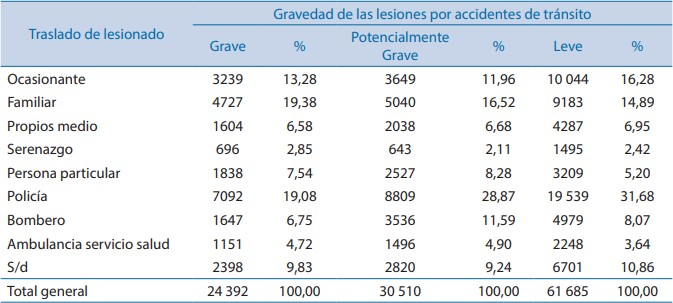 Traslado de lesionado Gravedad de las lesiones por accidentes de tránsito
Grave % Potencialmente Grave % Leve %
Ocasionante 3239 13,28 3649 11,96 10 044 16,28
Familiar 4727 19,38 5040 16,52 9183 14,89
Propios medio 1604 6,58 2038 6,68 4287 6,95
Serenazgo 696 2,85 643 2,11 1495 2,42
Persona particular 1838 7,54 2527 8,28 3209 5,20
Policía 7092 19,08 8809 28,87 19 539 31,68
Bombero 1647 6,75 3536 11,59 4979 8,07
Ambulancia servicio salud 1151 4,72 1496 4,90 2248 3,64
S/d 2398 9,83 2820 9,24 6701 10,86
Total general 24 392 100,00 30 510 100,00 61 685 100,00